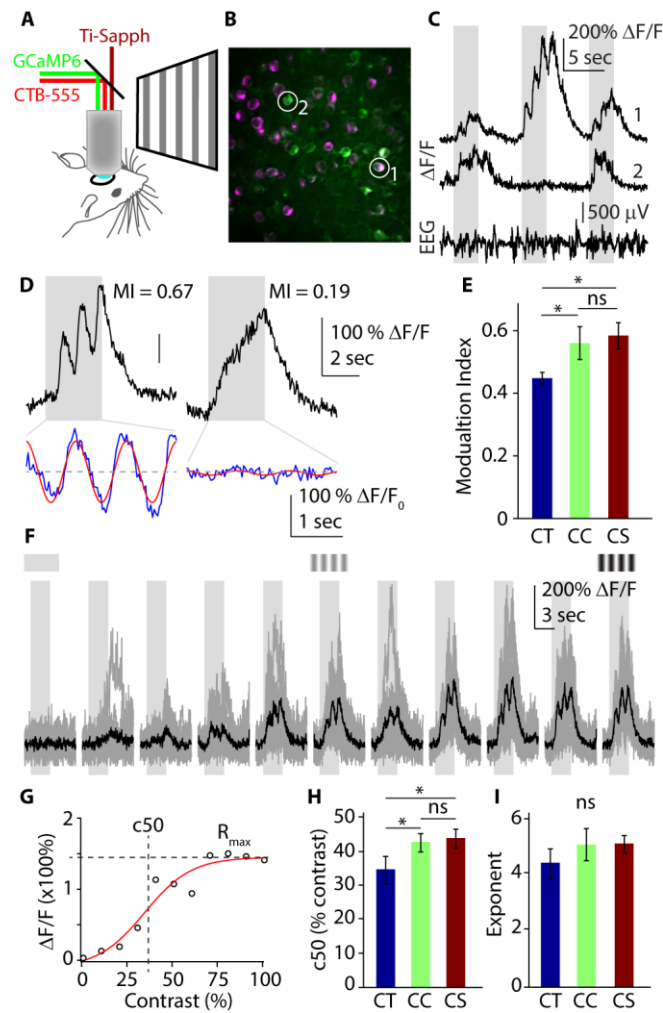 A
Ti-Sapph
GCaMP6
CTB-555
B
2
1
C
200% ΔF/F
5 sec
1
2
ΔF/F
500 µV
EEG
D
MI = 0.67
MI = 0.19
100 % ΔF/F
2 sec
100 % ΔF/F₀
1 sec
E
*
* ns
Modualtion Index
0.6
0.4
0.2
0
CT CC CS
F
200% ΔF/F
3 sec
G
c50
Rmax
ΔF/F (x100%)
2
1
0
0 25 50 75 100
Contrast (%)
H
*
* ns
c50 (% contrast)
50
40
30
20
10
0
CT CC CS
I
ns
Exponent
6
4
2
0
CT CC CS